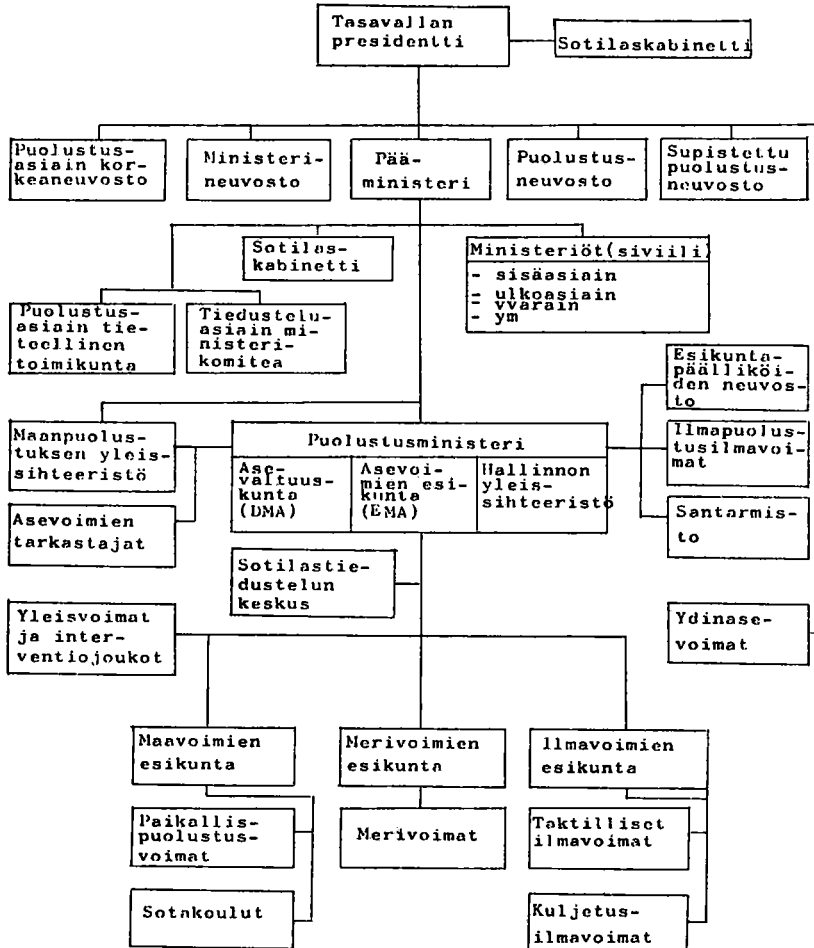 Tasavallan
presidentti
Sotilaskabinetti
Puolustus-
asiain kor-
keaneuvosto
Ministeri-
neuvosto
Pää-
ministeri
Puolustus-
neuvosto
Supistettu
puolustus-
neuvosto
Sotilas-
kabinetti
Ministeriöt(siviili)
- sisäasiain
- ulkoasiain
- vvarain
- ym
Puolustus-
asiain tie-
teellinen
toimikunta
Tiedustelu-
asiain mi-
nisteri-
komitea
Esikunta-
päälliköi-
den neuvos-
to
Maanpuolus-
tuksen yleis-
sihteeristö
Puolustusministeri
Ase-
valtuus-
kunta
(DMA)
Asevoi-
mien esi-
kunta
(EMA)
Hallinnon
yleis-
sihteeristö
Ilmapuolus-
tusilmavoi-
mat
Asevoimien
tarkastajat
Santarmis-
to
Sotilastie-
dustelun
keskus
Yleisvoimat
ja inter-
ventiojoukot
Ydinase-
voimat
Maavoimien
esikunta
Merivoimien
esikunta
Ilmavoimien
esikunta
Paikallis-
puolustus-
voimat
Merivoimat
Taktilliset
ilmavoimat
Sotakoulut
Kuljetus-
ilmavoimat